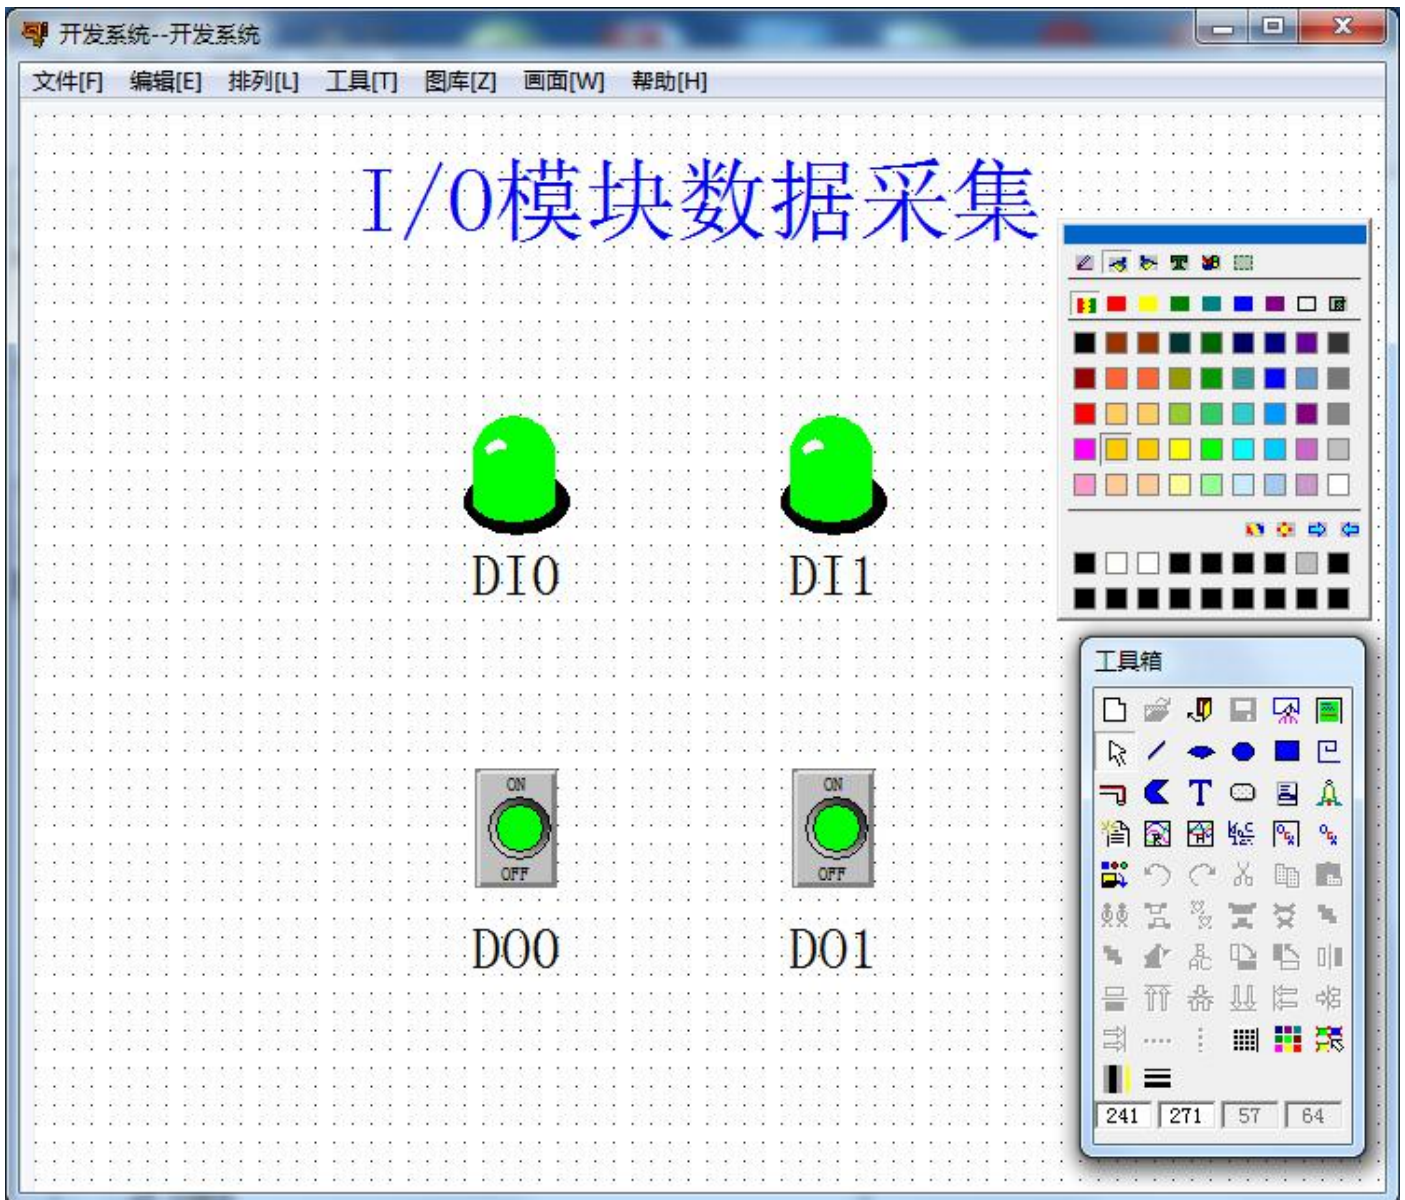 开发系统--开发系统
文件[F] 编辑[E] 排列[L] 工具[T] 图库[Z] 画面[W] 帮助[H]
I/O模块数据采集
DI0 DI1
工具箱
ON ON
OFF OFF
DO0 DO1
241 271 57 64